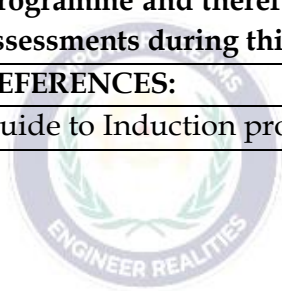 rogramme and theref
ssessments during thi
EFERENCES:
uide to Induction pro
ENGINEER REALITIES